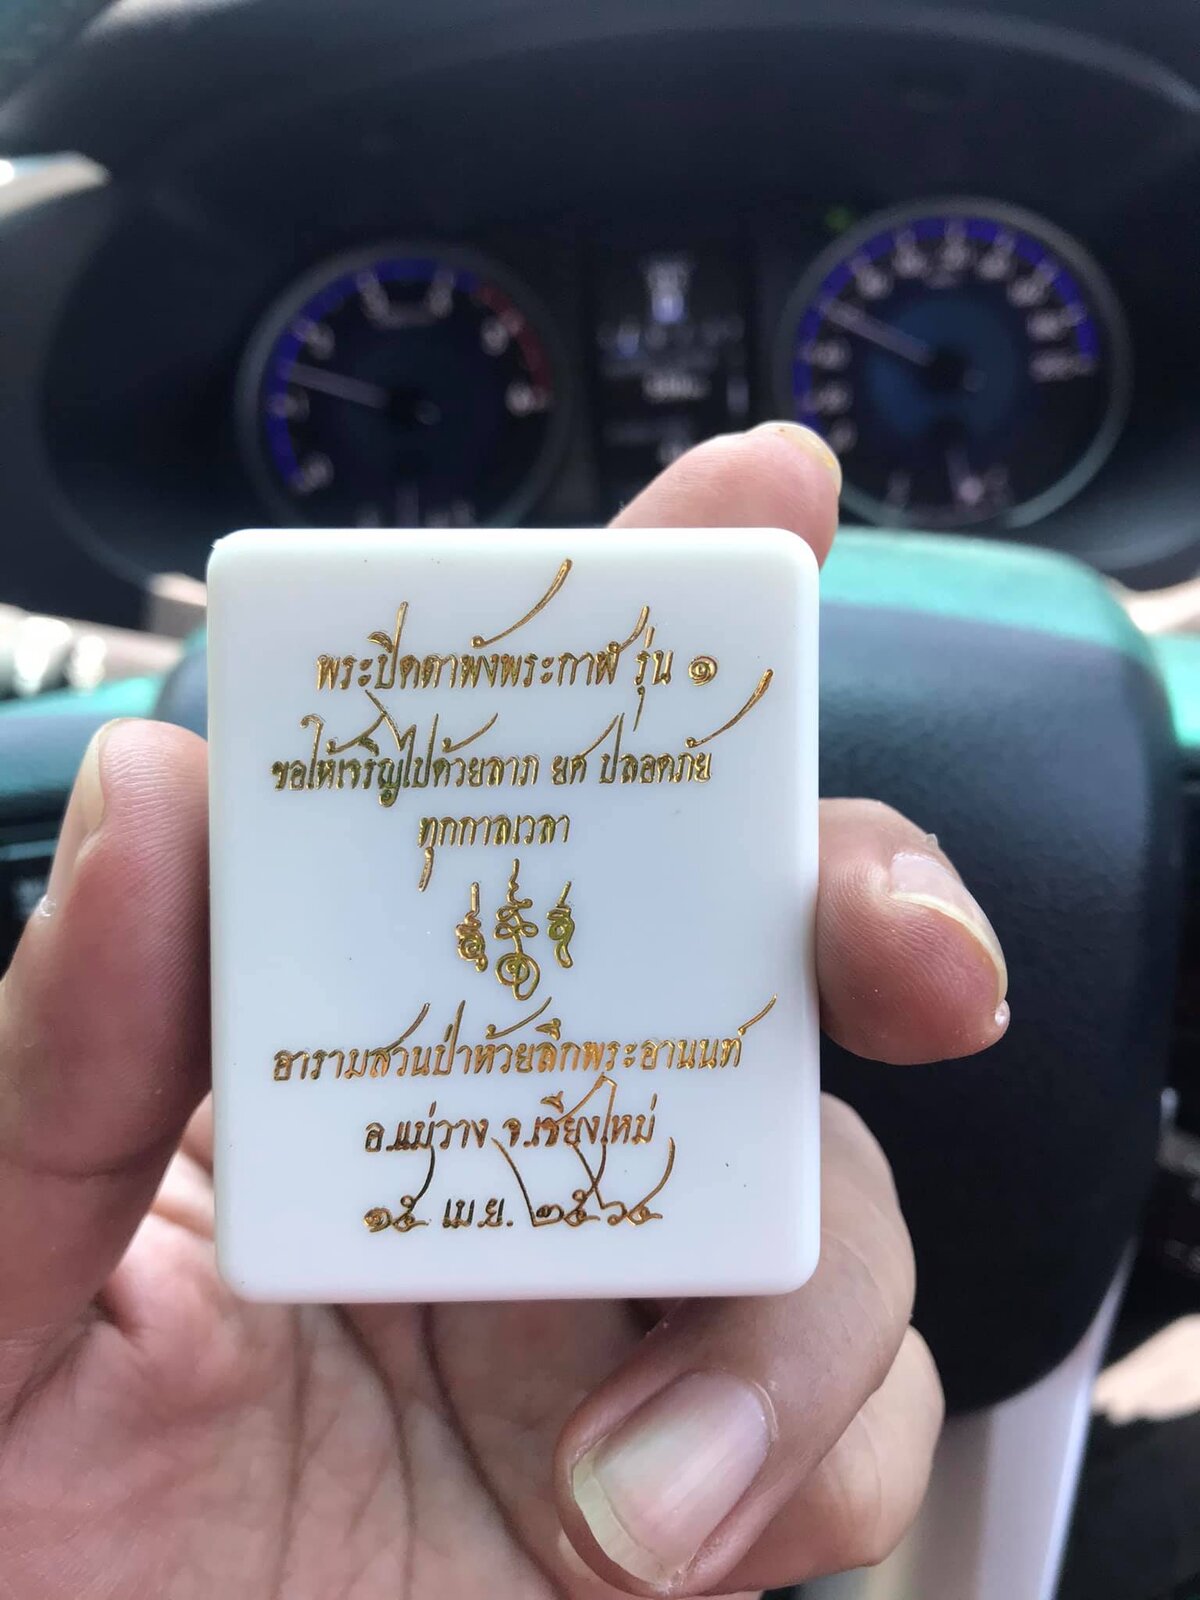 พระปิดตาพังพระกาฬ รุ่น ๑
ขอให้เจริญไปด้วยลาภ ยศ ปลอดภัย
ทุกกาลเวลา
อารามสวนป่าห้วยลึกพระอานนท์
อ.แม่วาง จ.เชียงใหม่
๑๕ เม.ย. ๒๕๖๔